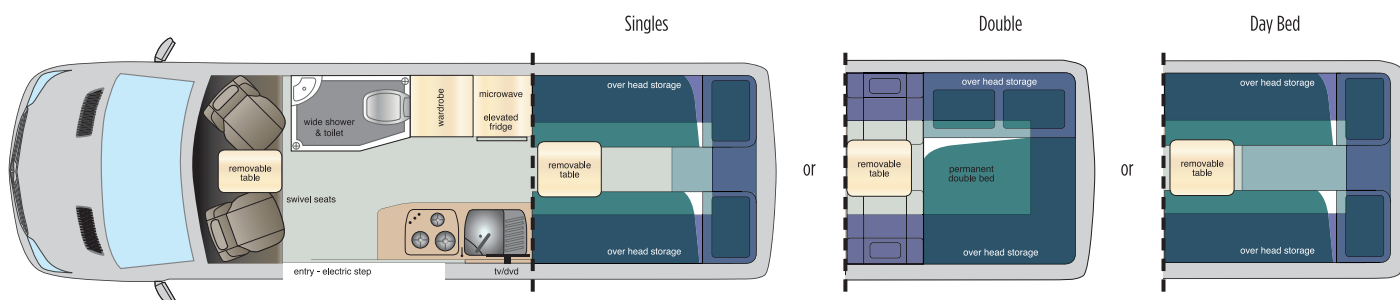 Singles
Double
Day Bed
wide shower
& toilet
wardrobe
microwave
elevated
fridge
over head storage
removable
table
swivel seats
removable
table
over head storage
entry - electric step
tv/dvd
or
over head storage
removable
table
permanent
double bed
over head storage
or
over head storage
removable
table
over head storage